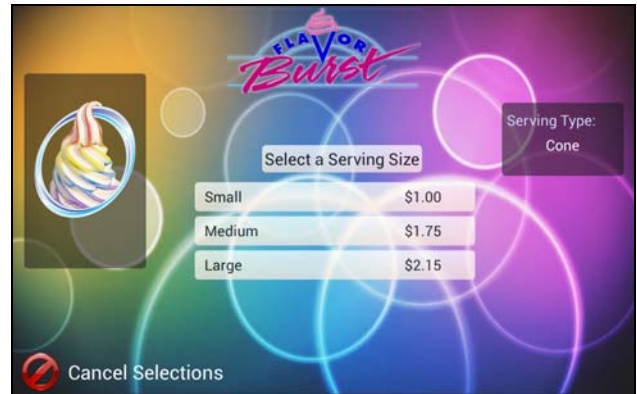 FLAVOR
Burst
Serving Type:
Cone
Select a Serving Size
Small $1.00
Medium $1.75
Large $2.15
Cancel Selections